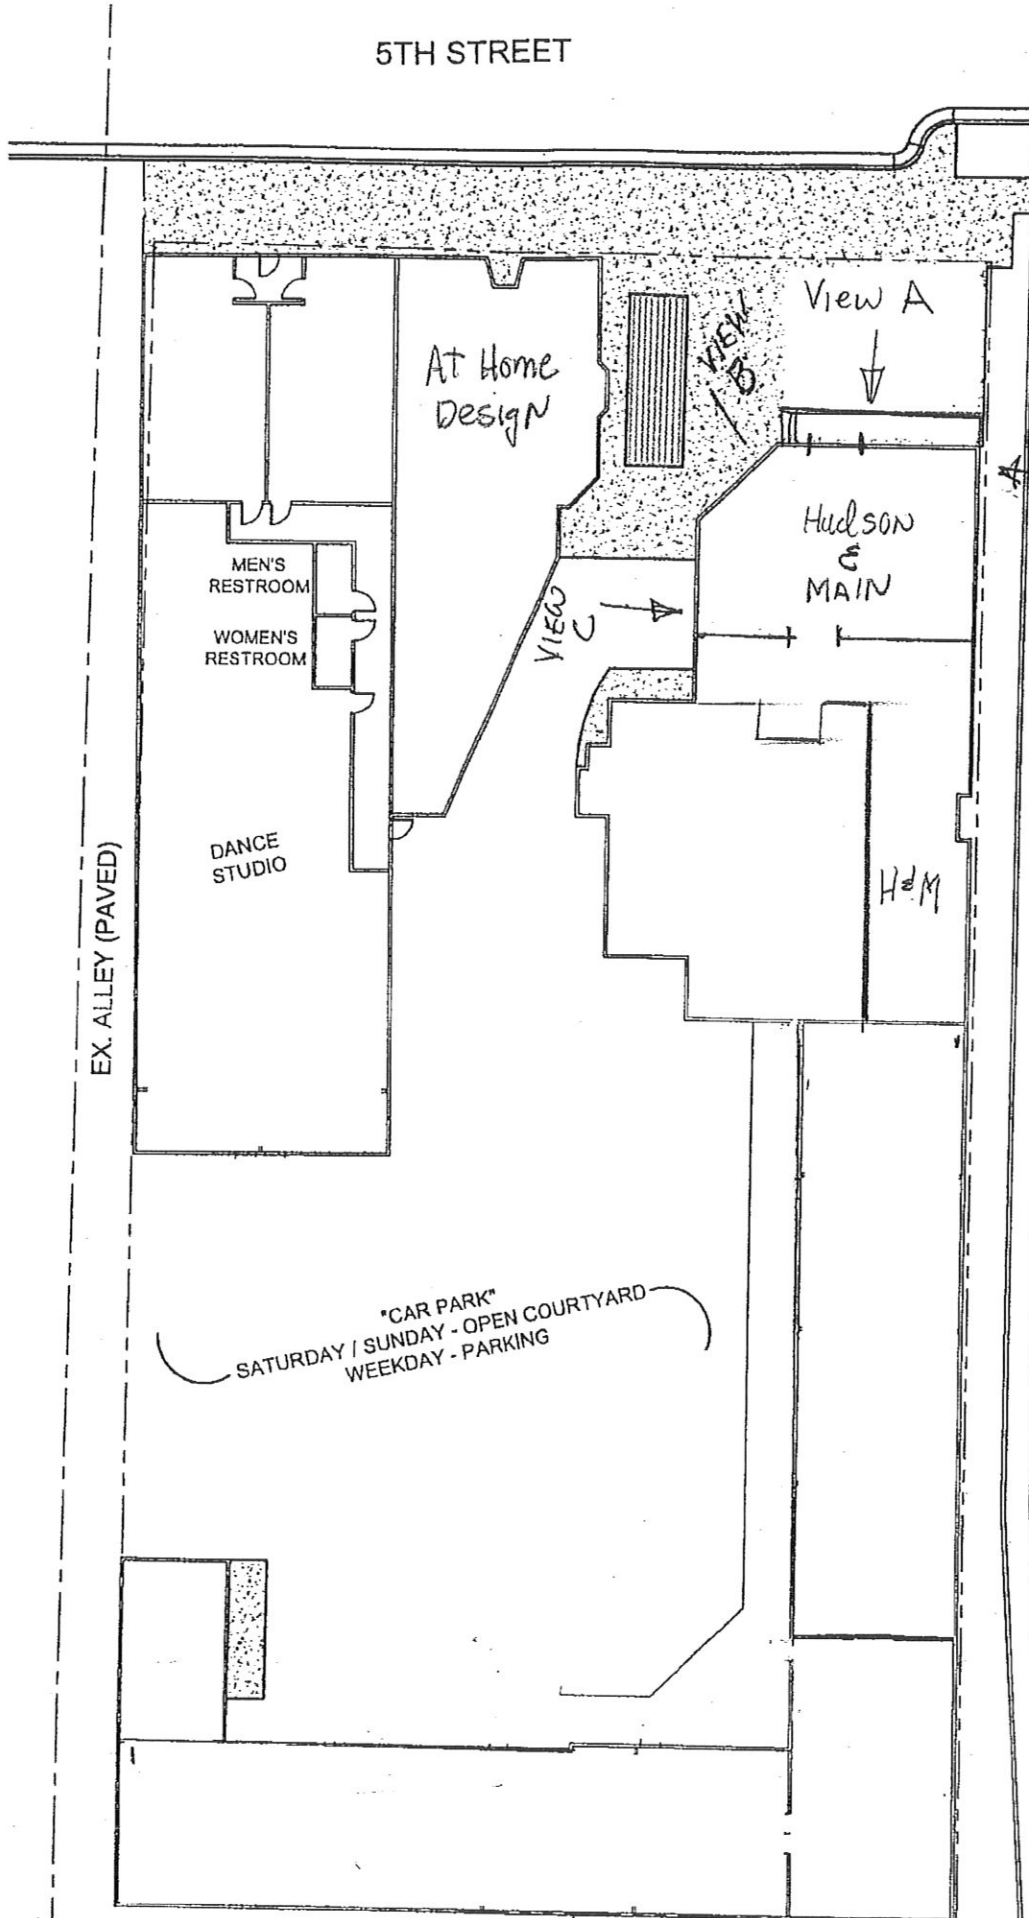 5TH STREET
View A
VIEW
B
At Home
Design
Hudson
&
MAIN
MEN'S
RESTROOM
WOMEN'S
RESTROOM
VIEW
C
DANCE
STUDIO
H&M
EX. ALLEY (PAVED)
"CAR PARK"
SATURDAY / SUNDAY - OPEN COURTYARD
WEEKDAY - PARKING